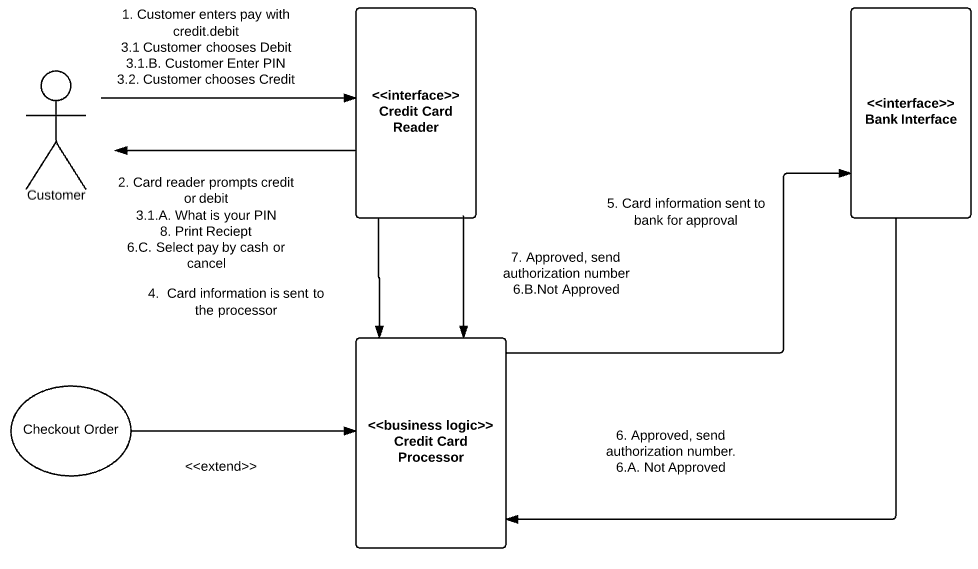 1. Customer enters pay with
credit.debit
3.1 Customer chooses Debit
3.1.B. Customer Enter PIN
3.2. Customer chooses Credit
<<interface>>
Credit Card
Reader
<<interface>>
Bank Interface
Customer
2. Card reader prompts credit
or debit
3.1.A. What is your PIN
8. Print Reciept
6.C. Select pay by cash or
cancel
5. Card information sent to
bank for approval
7. Approved, send
authorization number
6.B.Not Approved
4. Card information is sent to
the processor
Checkout Order
<<extend>>
<<business logic>>
Credit Card
Processor
6. Approved, send
authorization number.
6.A. Not Approved